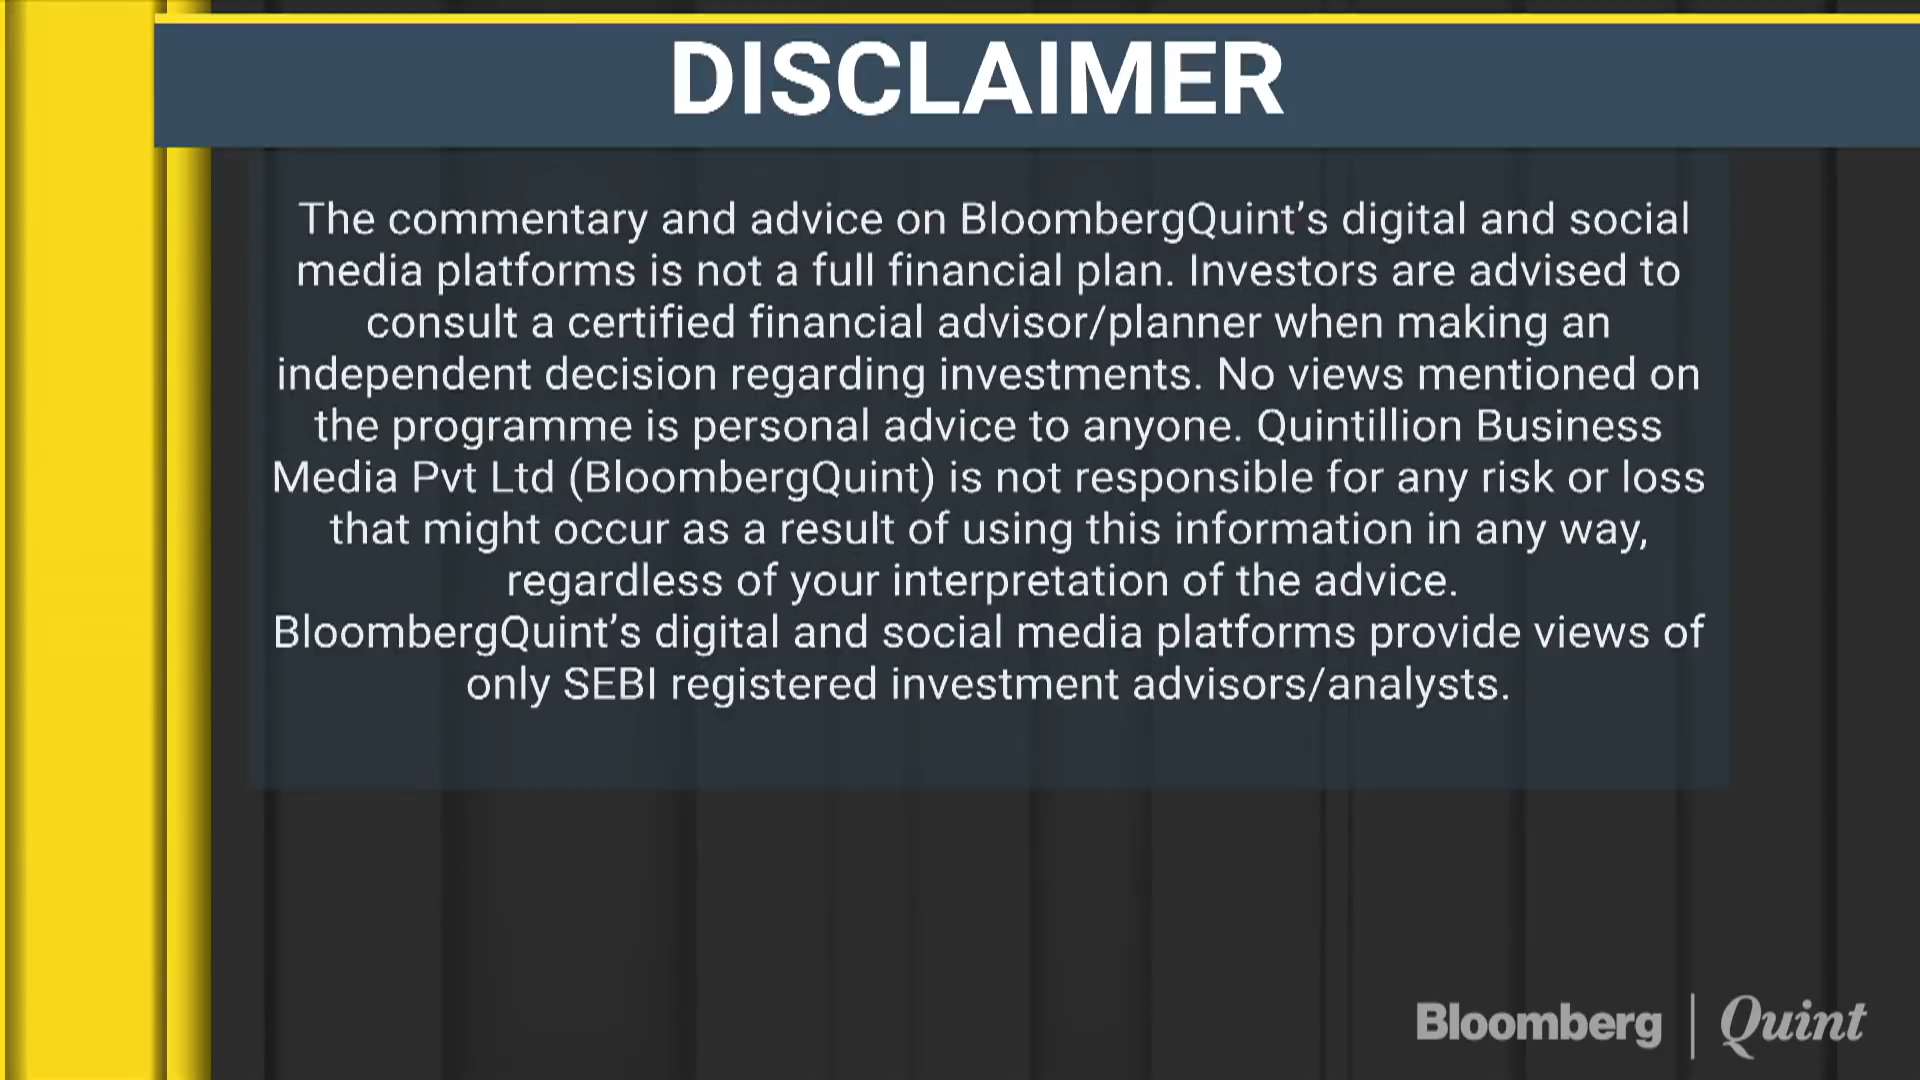 DISCLAIMER
The commentary and advice on BloombergQuint’s digital and social
media platforms is not a full financial plan. Investors are advised to
consult a certified financial advisor/planner when making an
independent decision regarding investments. No views mentioned on
the programme is personal advice to anyone. Quintillion Business
Media Pvt Ltd (BloombergQuint) is not responsible for any risk or loss
that might occur as a result of using this information in any way,
regardless of your interpretation of the advice.
BloombergQuint’s digital and social media platforms provide views of
only SEBI registered investment advisors/analysts.
Bloomberg | Quint